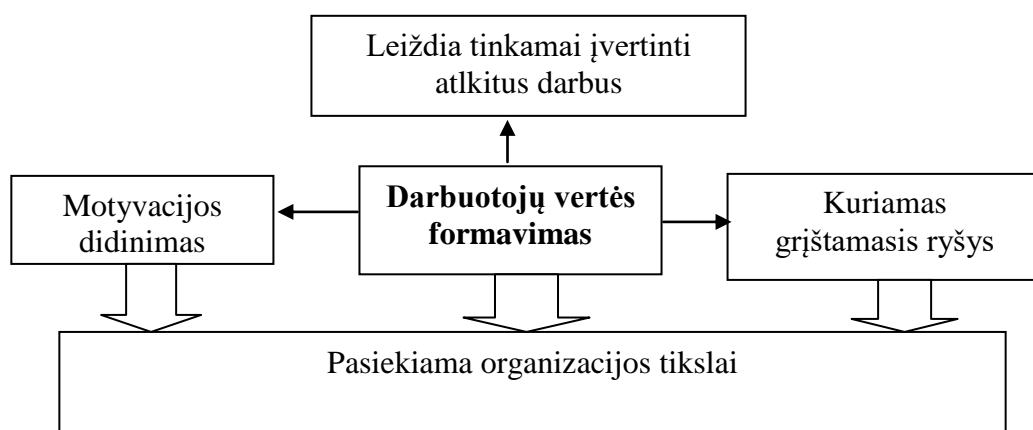 Leiždia tinkamai įvertinti
atlkitus darbus
Motyvacijos
didinimas
Darbuotojų vertės
formavimas
Kuriamas
grįštamasis ryšys
Pasiekiama organizacijos tikslai